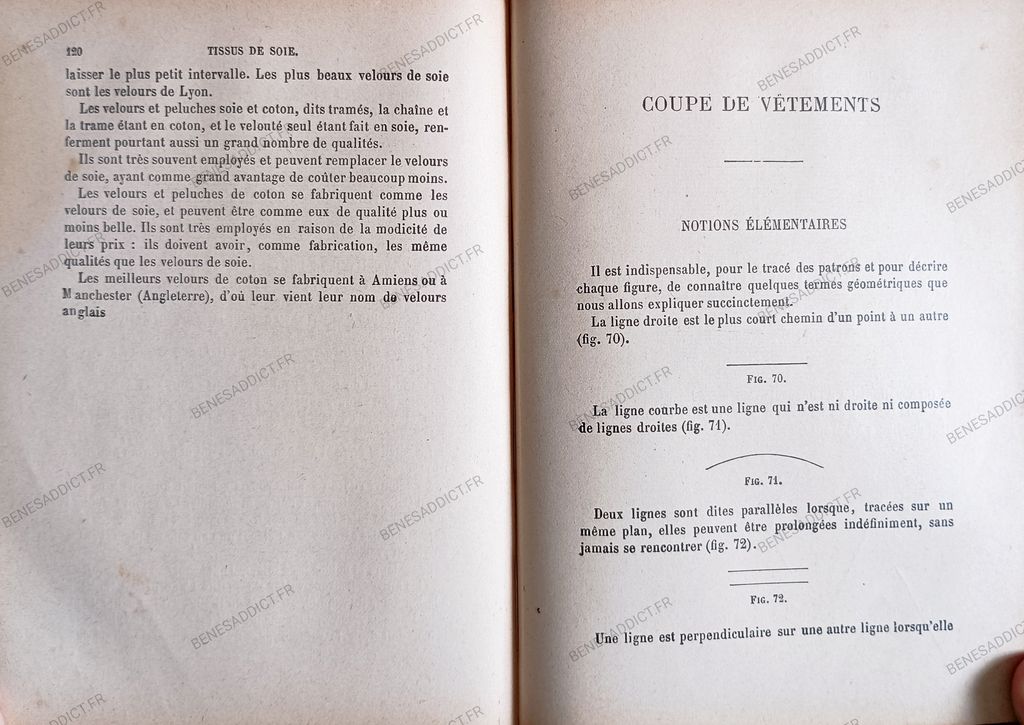 120 TISSUS DE SOIE.
laisser le plus petit intervalle. Les plus beaux velours de soie
sont les velours de Lyon.
Les velours et peluches soie et coton, dits tramés, la chaîne et
la trame étant en coton, et le velouté seul étant fait en soie, ren-
ferment pourtant aussi un grand nombre de qualités.
Ils sont très souvent employés et peuvent remplacer le velours
de soie, ayant comme grand avantage de coûter beaucoup moins.
Les velours et peluches de coton se fabriquent comme les
velours de soie, et peuvent être comme eux de qualité plus ou
moins belle. Ils sont très employés en raison de la modicité de
leurs prix : ils doivent avoir, comme fabrication, les même
qualités que les velours de soie.
Les meilleurs velours de coton se fabriquent à Amiens ou à
Manchester (Angleterre), d'où leur vient leur nom de velours
anglais
COUPE DE VÊTEMENTS
NOTIONS ÉLÉMENTAIRES
Il est indispensable, pour le tracé des patrons et pour décrire
chaque figure, de connaître quelques termes géométriques que
nous allons expliquer succinctement.
La ligne droite est le plus court chemin d'un point à un autre
(fig. 70).
FIG. 70.
La ligne courbe est une ligne qui n'est ni droite ni composée
de lignes droites (fig. 71).
FIG. 71.
Deux lignes sont dites parallèles lorsque, tracées sur un
même plan, elles peuvent être prolongées indéfiniment, sans
jamais se rencontrer (fig. 72).
FIG. 72.
Une ligne est perpendiculaire sur une autre ligne lorsqu'elle
BENESADDICT.FR